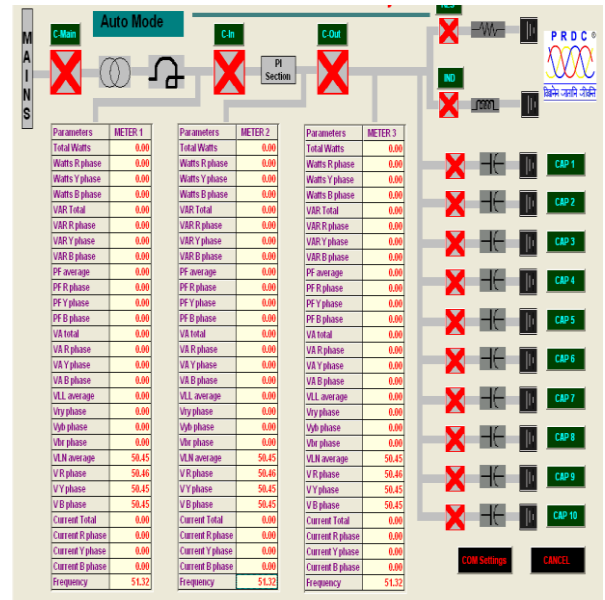 MAINS
Auto Mode
C-Main
C-In
C-Out
PI
Section
IND
PRDC ®
Parameters METER 1
Total Watts 0.00
Watts R phase 0.00
Watts Y phase 0.00
Watts B phase 0.00
VAR Total 0.00
VAR R phase 0.00
VAR Y phase 0.00
VAR B phase 0.00
PF average 0.00
PF R phase 0.00
PF Y phase 0.00
PF B phase 0.00
VA total 0.00
VA R phase 0.00
VA Y phase 0.00
VA B phase 0.00
VLL average 0.00
Vry phase 0.00
Vyb phase 0.00
Vbr phase 0.00
VLN average 50.45
V R phase 50.46
V Y phase 50.45
V B phase 50.45
Current Total 0.00
Current R phase 0.00
Current Y phase 0.00
Current B phase 0.00
Frequency 51.32
Parameters METER 2
Total Watts 0.00
Watts R phase 0.00
Watts Y phase 0.00
Watts B phase 0.00
VAR Total 0.00
VAR R phase 0.00
VAR Y phase 0.00
VAR B phase 0.00
PF average 0.00
PF R phase 0.00
PF Y phase 0.00
PF B phase 0.00
VA total 0.00
VA R phase 0.00
VA Y phase 0.00
VA B phase 0.00
VLL average 0.00
Vry phase 0.00
Vyb phase 0.00
Vbr phase 0.00
VLN average 50.45
V R phase 50.46
V Y phase 50.45
V B phase 50.45
Current Total 0.00
Current R phase 0.00
Current Y phase 0.00
Current B phase 0.00
Frequency 51.32
Parameters METER 3
Total Watts 0.00
Watts R phase 0.00
Watts Y phase 0.00
Watts B phase 0.00
VAR Total 0.00
VAR R phase 0.00
VAR Y phase 0.00
VAR B phase 0.00
PF average 0.00
PF R phase 0.00
PF Y phase 0.00
PF B phase 0.00
VA total 0.00
VA R phase 0.00
VA Y phase 0.00
VA B phase 0.00
VLL average 0.00
Vry phase 0.00
Vyb phase 0.00
Vbr phase 0.00
VLN average 50.45
V R phase 50.46
V Y phase 50.45
V B phase 50.45
Current Total 0.00
Current R phase 0.00
Current Y phase 0.00
Current B phase 0.00
Frequency 51.32
CAP 1
CAP 2
CAP 3
CAP 4
CAP 5
CAP 6
CAP 7
CAP 8
CAP 9
CAP 10
COM Settings
CANCEL